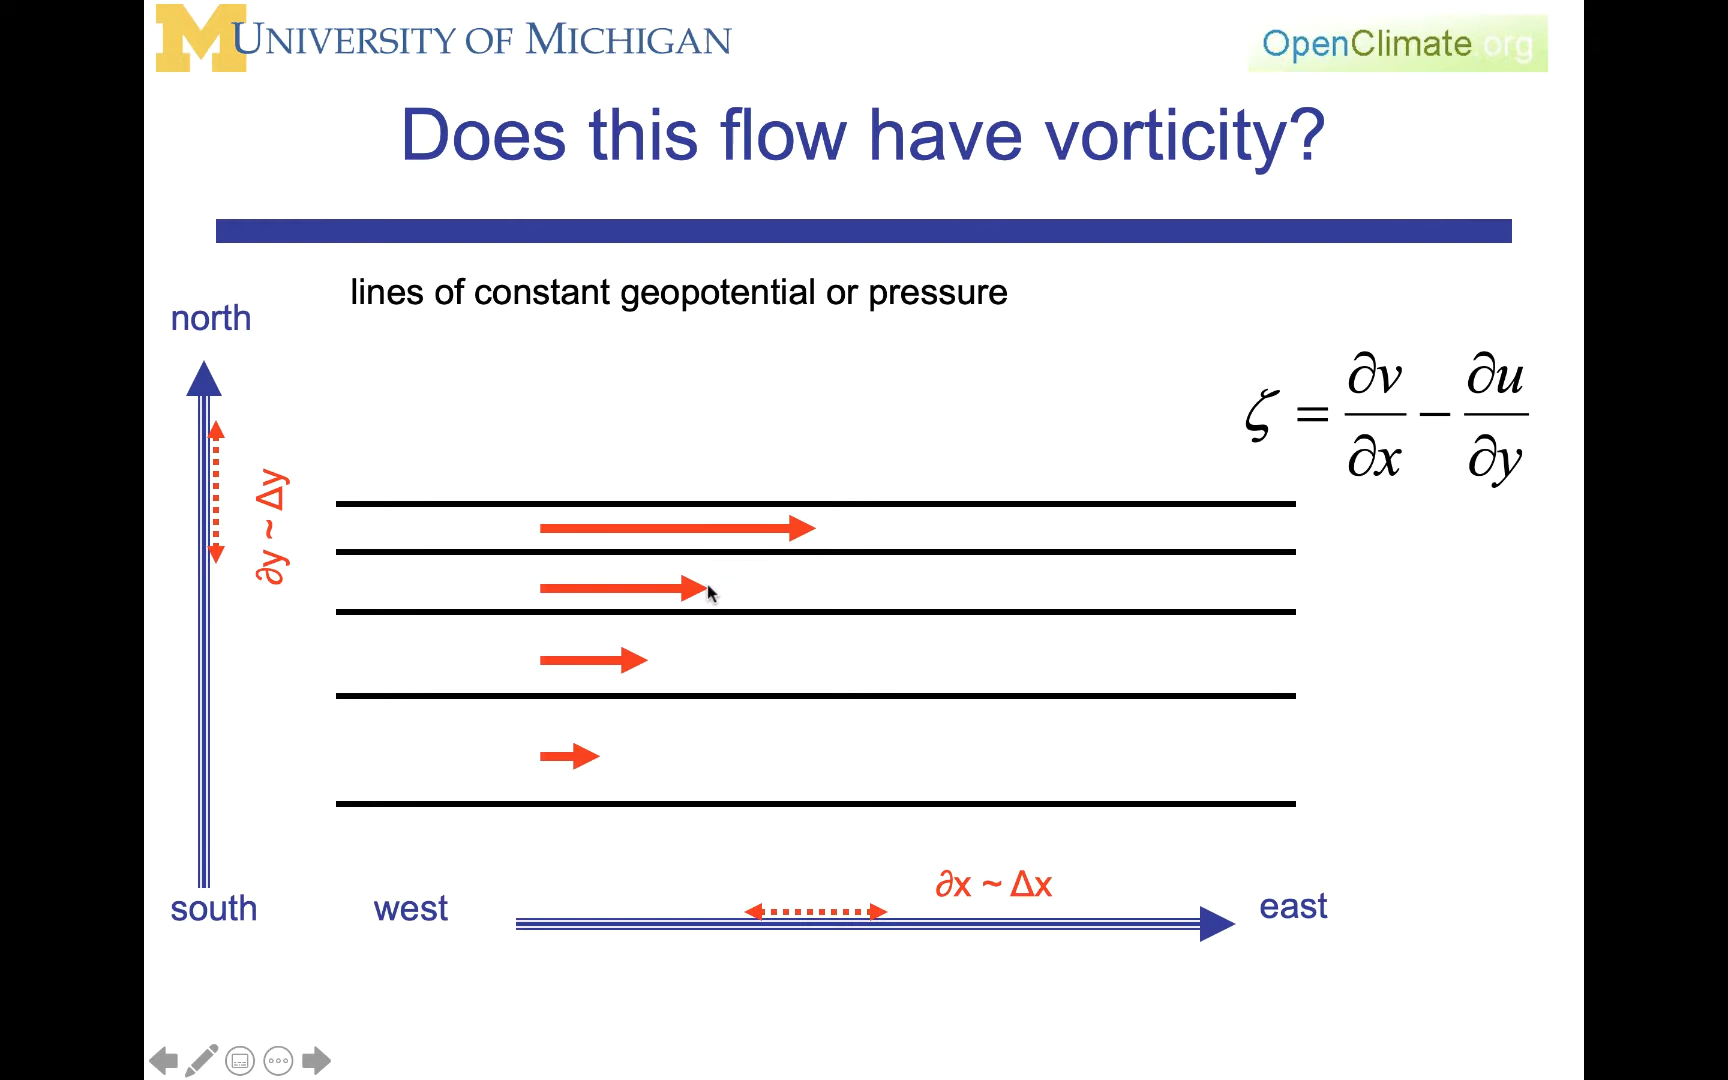 M UNIVERSITY OF MICHIGAN
OpenClimate.org
Does this flow have vorticity?
lines of constant geopotential or pressure
north
ζ = ∂v/∂x − ∂u/∂y
∂y ~ Δy
∂x ~ Δx
south
west
east